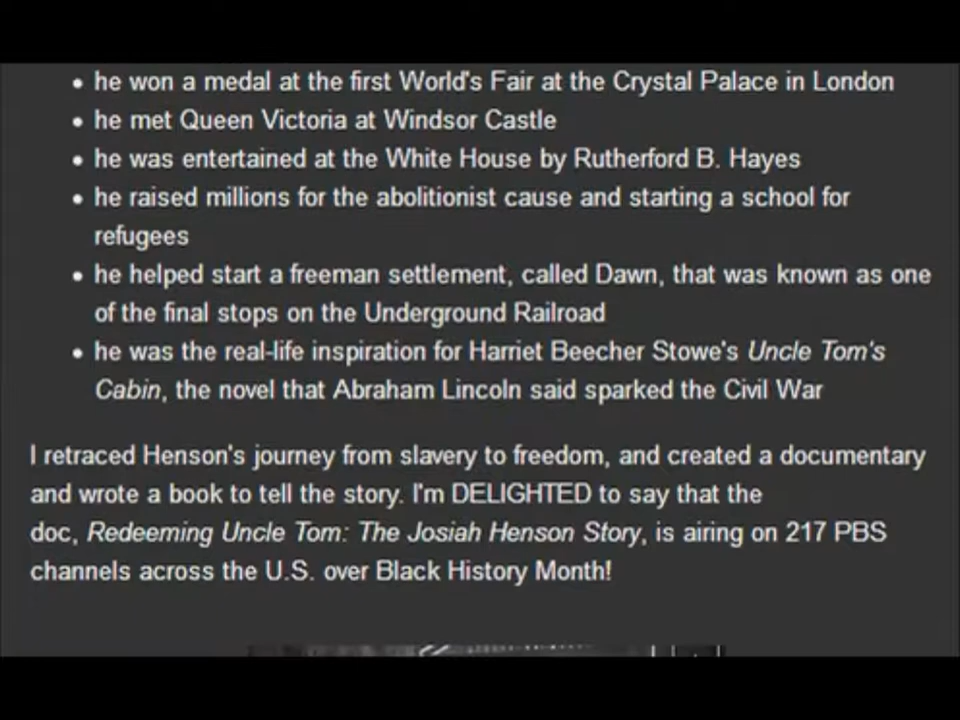 • he won a medal at the first World's Fair at the Crystal Palace in London
• he met Queen Victoria at Windsor Castle
• he was entertained at the White House by Rutherford B. Hayes
• he raised millions for the abolitionist cause and starting a school for
refugees
• he helped start a freeman settlement, called Dawn, that was known as one
of the final stops on the Underground Railroad
• he was the real-life inspiration for Harriet Beecher Stowe's Uncle Tom's
Cabin, the novel that Abraham Lincoln said sparked the Civil War
I retraced Henson's journey from slavery to freedom, and created a documentary
and wrote a book to tell the story. I'm DELIGHTED to say that the
doc, Redeeming Uncle Tom: The Josiah Henson Story, is airing on 217 PBS
channels across the U.S. over Black History Month!